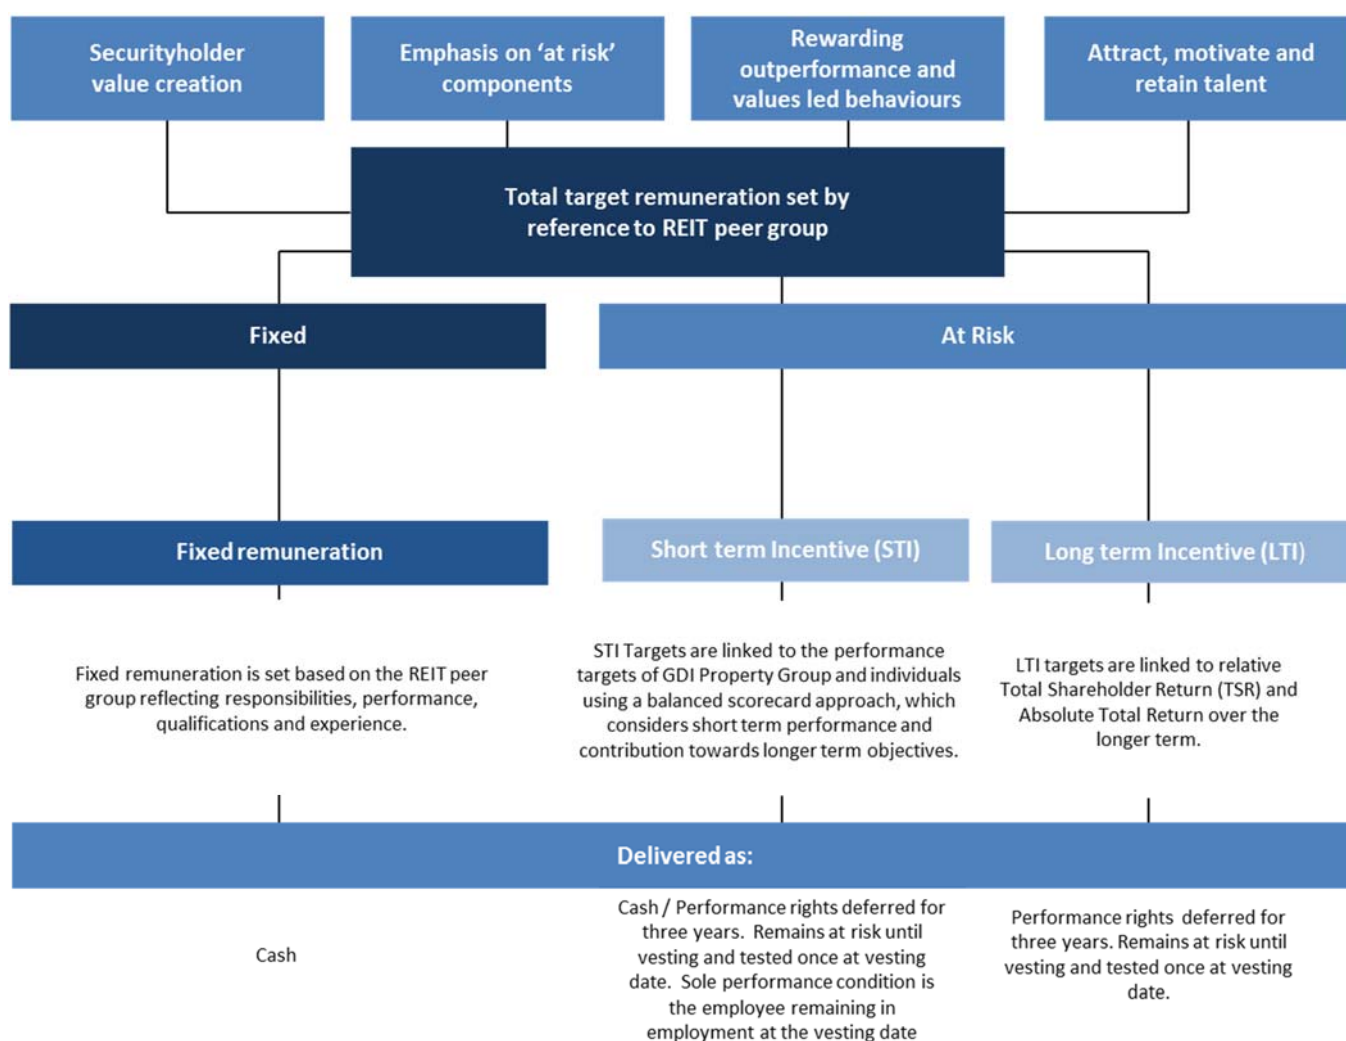 Securityholder
value creation
Emphasis on ‘at risk’
components
Rewarding
outperformance and
values led behaviours
Attract, motivate and
retain talent
Total target remuneration set by
reference to REIT peer group
Fixed
At Risk
Fixed remuneration
Short term Incentive (STI)
Long term Incentive (LTI)
Fixed remuneration is set based on the REIT peer
group reflecting responsibilities, performance,
qualifications and experience.
STI Targets are linked to the performance
targets of GDI Property Group and individuals
using a balanced scorecard approach, which
considers short term performance and
contribution towards longer term objectives.
LTI targets are linked to relative
Total Shareholder Return (TSR) and
Absolute Total Return over the
longer term.
Delivered as:
Cash
Cash / Performance rights deferred for
three years. Remains at risk until
vesting and tested once at vesting
date. Sole performance condition is
the employee remaining in
employment at the vesting date
Performance rights deferred for
three years. Remains at risk until
vesting and tested once at vesting
date.